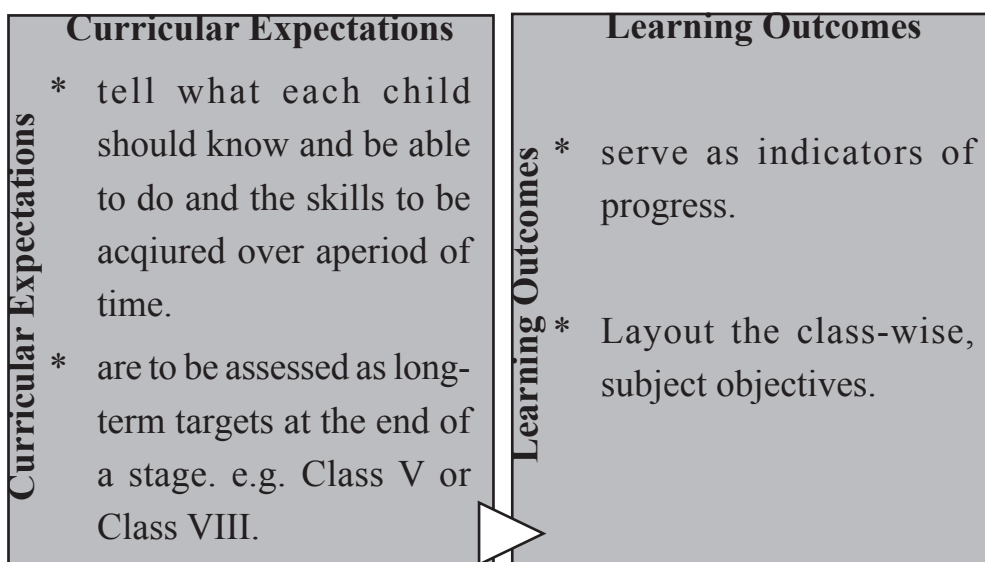 Curricular Expectations
Curricular Expectations
* tell what each child
should know and be able
to do and the skills to be
acqiured over aperiod of
time.
* are to be assessed as long-
term targets at the end of
a stage. e.g. Class V or
Class VIII.
Learning Outcomes
Learning Outcomes
* serve as indicators of
progress.
* Layout the class-wise,
subject objectives.